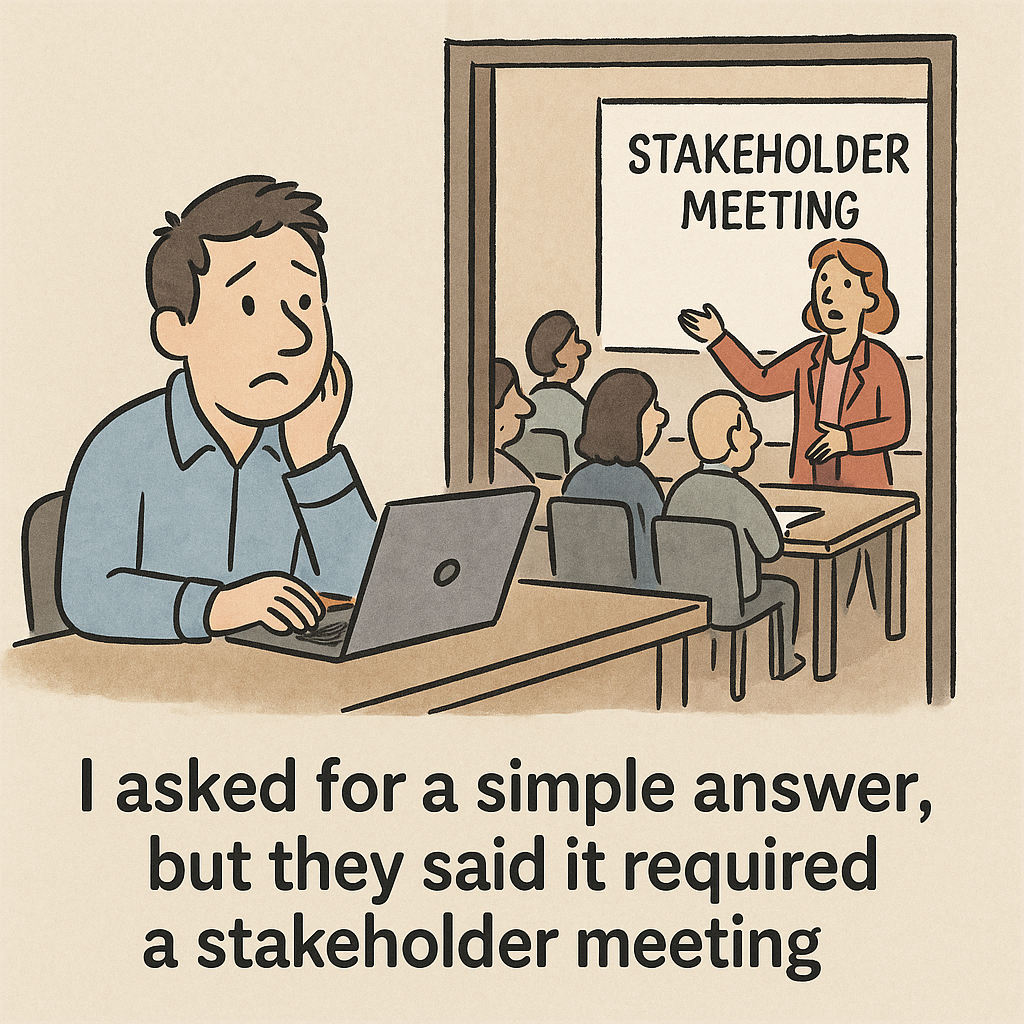 STAKEHOLDER
MEETING
I asked for a simple answer,
but they said it required
a stakeholder meeting